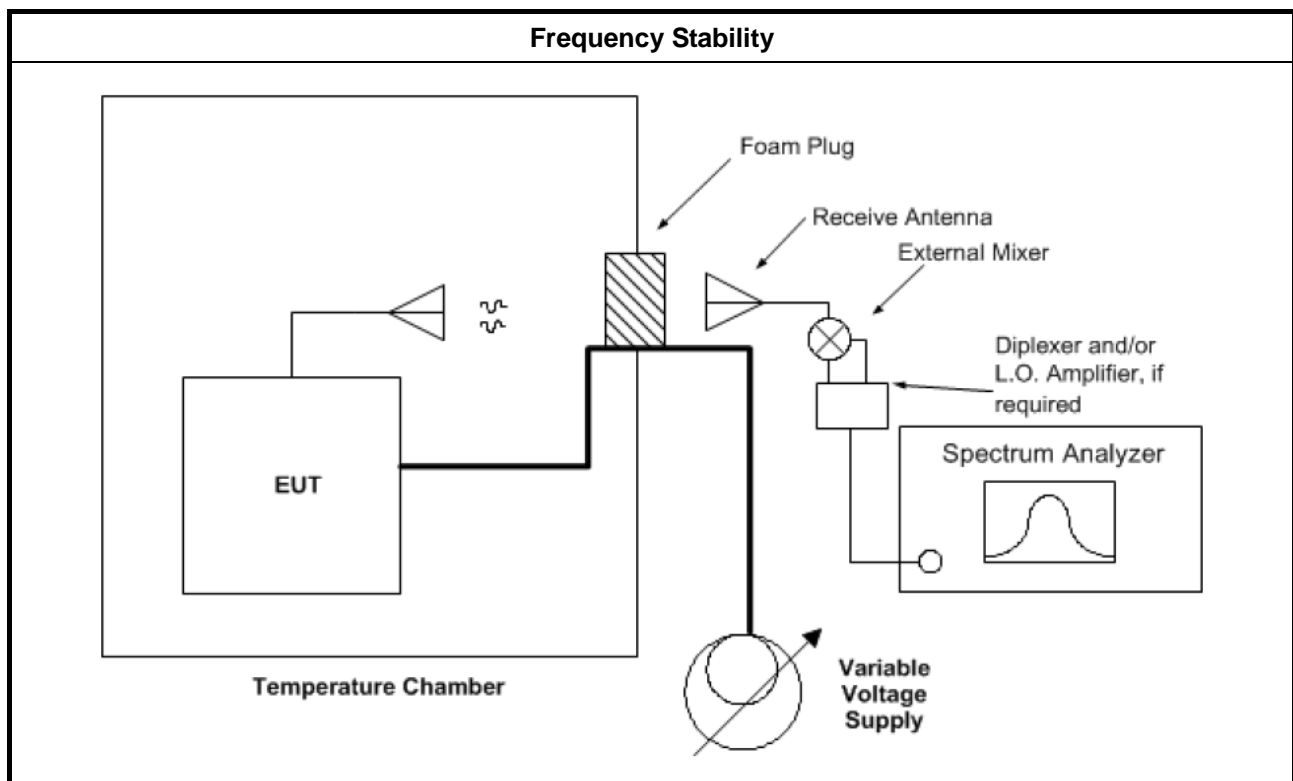 Frequency Stability
Foam Plug
Receive Antenna
External Mixer
Diplexer and/or
L.O. Amplifier, if
required
Spectrum Analyzer
EUT
Temperature Chamber
Variable
Voltage
Supply